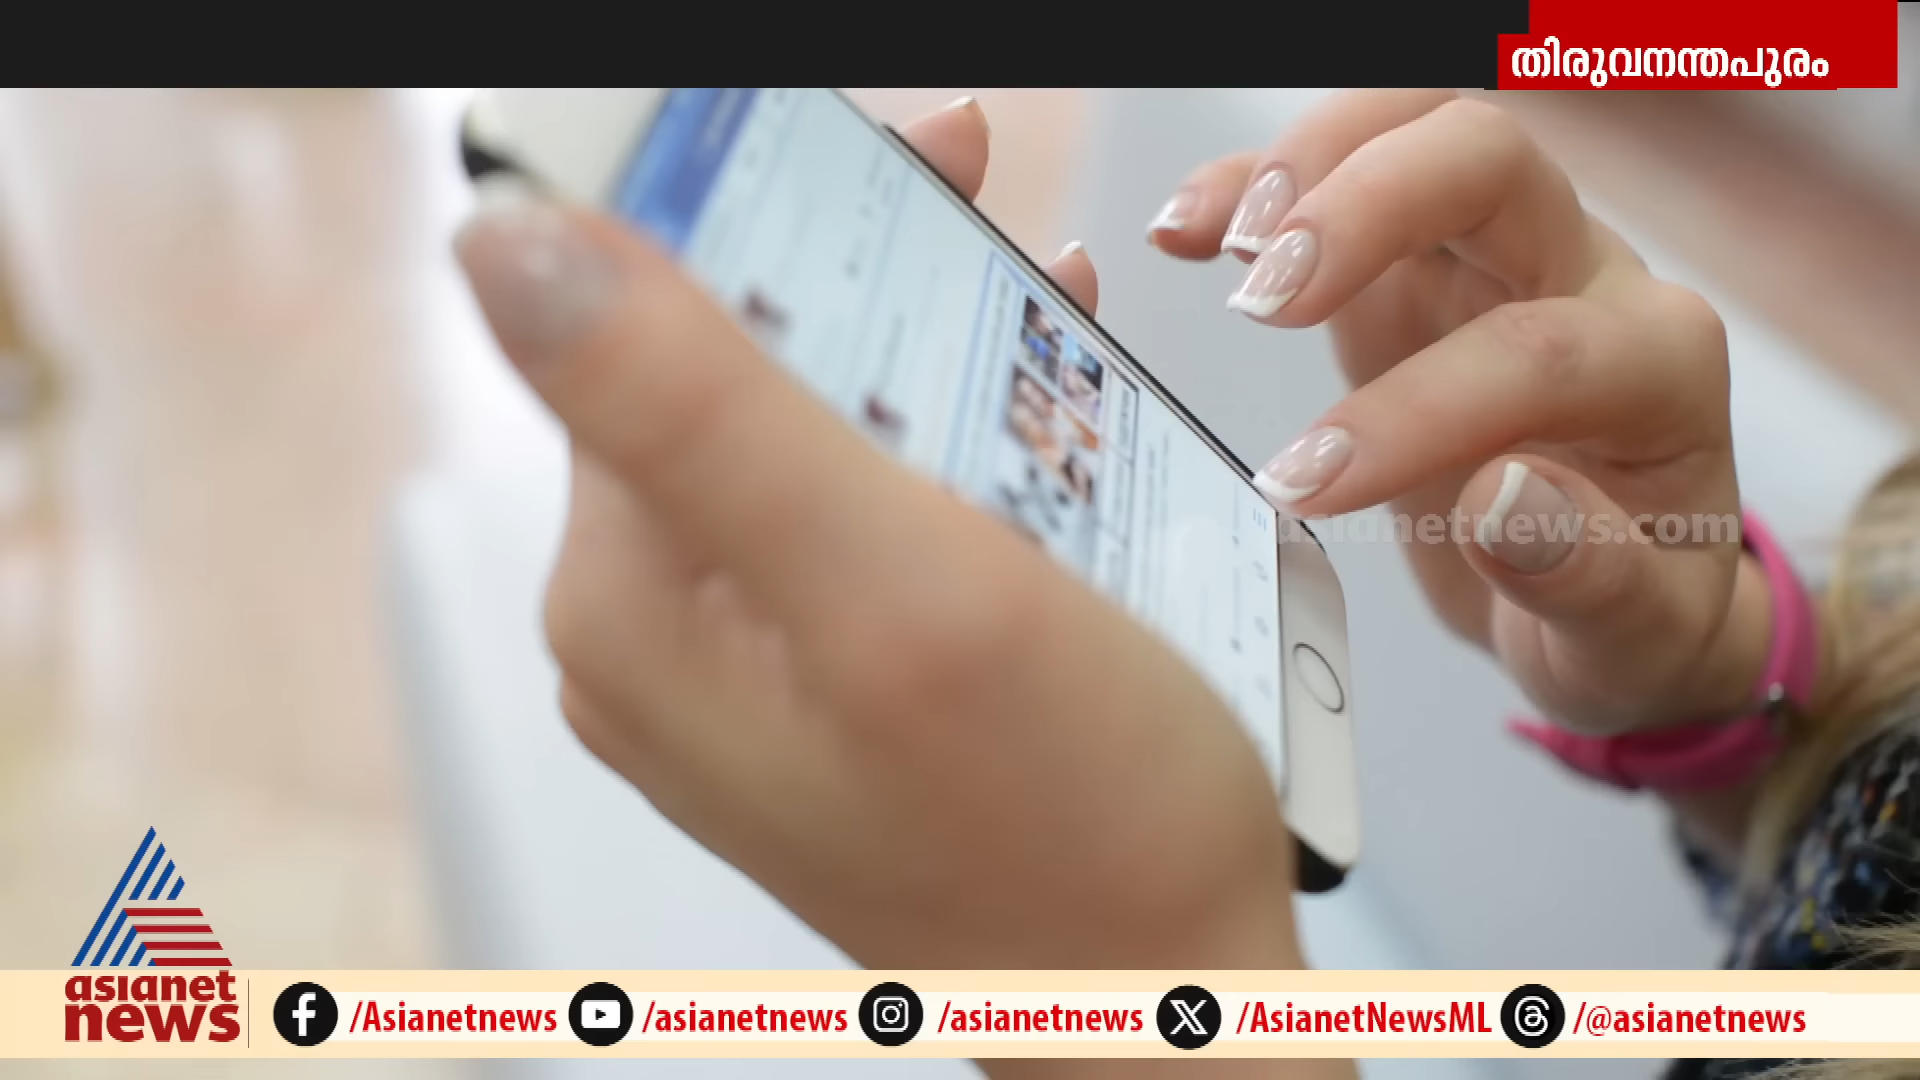 തിരുവനന്തപുരം
asianetnews.com
asianet
news
/Asianetnews /asianetnews /asianetnews /AsianetNewsML /@asianetnews